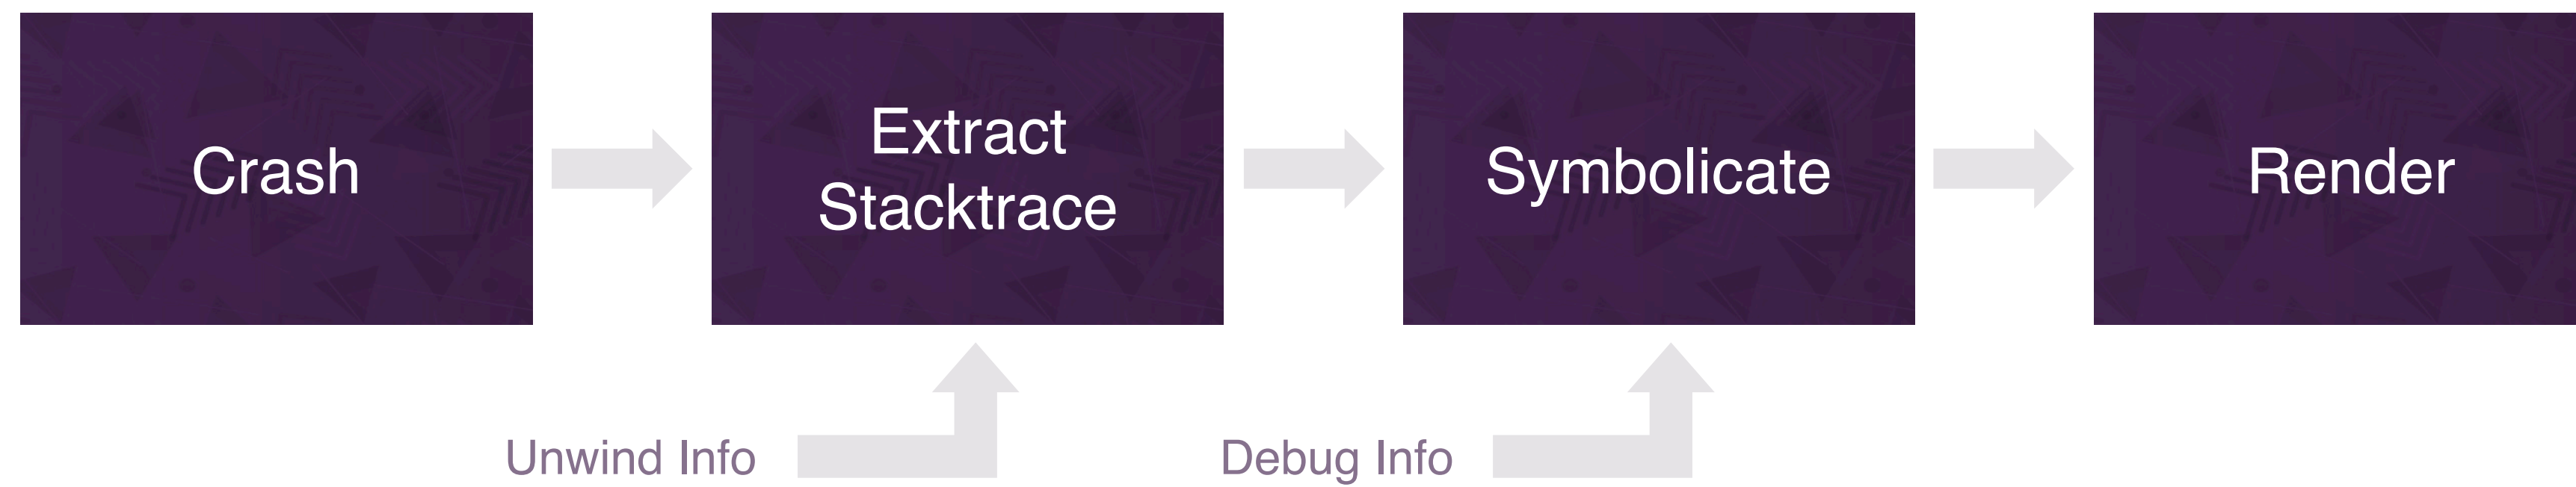 Crash
Extract
Stacktrace
Symbolicate
Render
Unwind Info
Debug Info